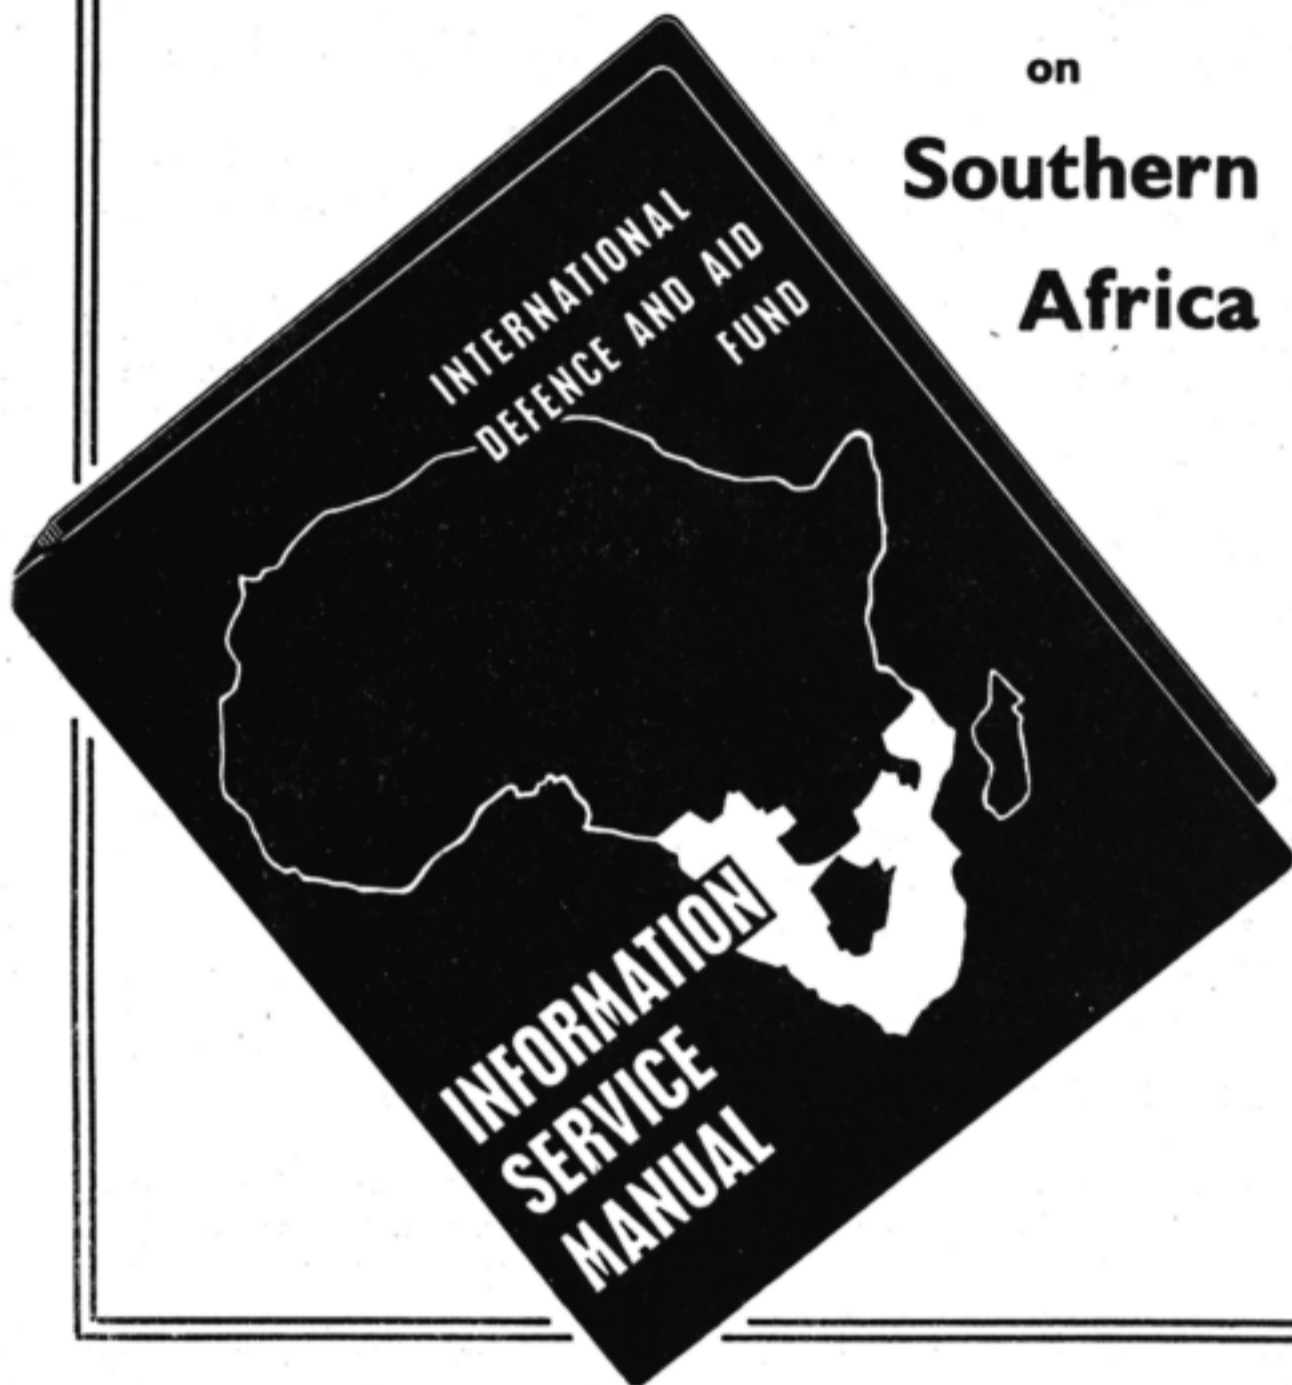 on
Southern
Africa
INTERNATIONAL
DEFENCE AND AID
FUND
INFORMATION
SERVICE
MANUAL